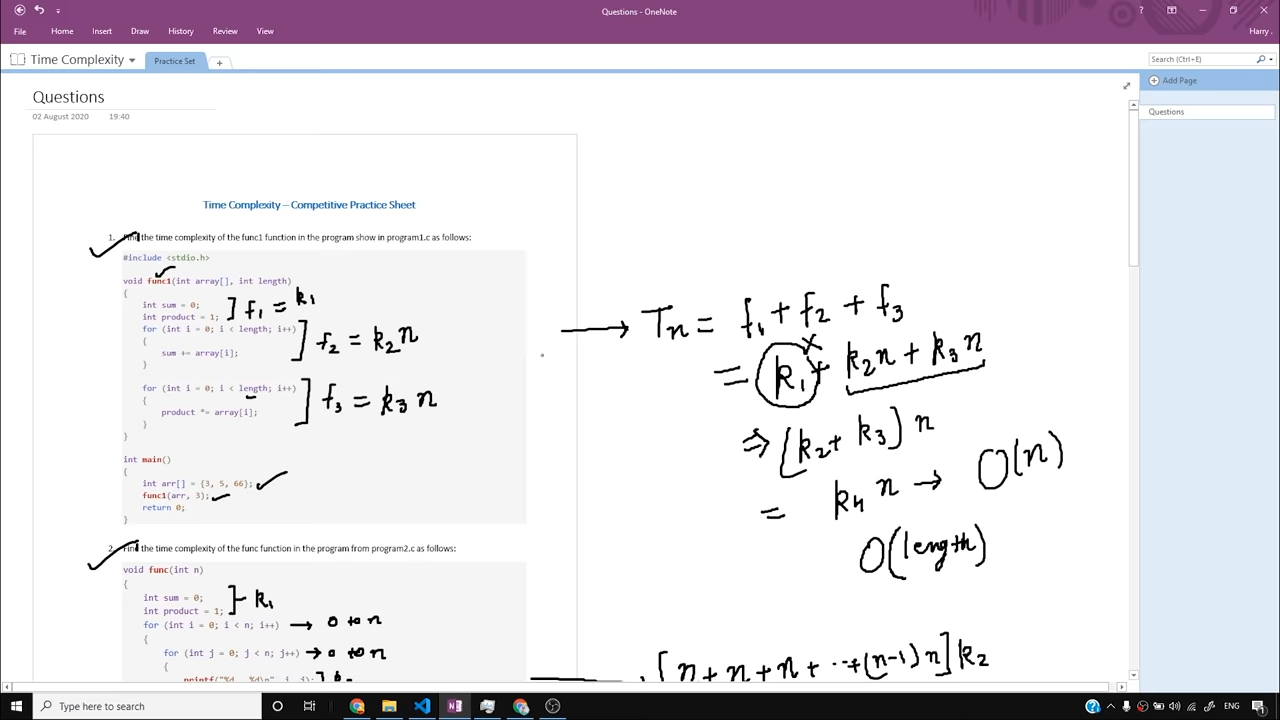 Questions - OneNote
File Home Insert Draw History Review View
Harry
Time Complexity
Practice Set
Search (Ctrl+E)
Add Page
Questions
Questions
02 August 2020 19:40
Time Complexity – Competitive Practice Sheet
1. Find the time complexity of the func1 function in the program show in program1.c as follows:
#include <stdio.h>
void func1(int array[], int length)
{
int sum = 0;
int product = 1;
for (int i = 0; i < length; i++)
{
sum += array[i];
}
for (int i = 0; i < length; i++)
{
product *= array[i];
}
}
int main()
{
int arr[] = {3, 5, 66};
func1(arr, 3);
return 0;
}
f1 = k1
f2 = k2n
f3 = k3 n
Tn = f1 + f2 + f3
= k1 + k2n + k3n
⇒ (k2 + k3) n
= k4 n → O(n)
O(length)
2. Find the time complexity of the func function in the program from program2.c as follows:
void func(int n)
{
int sum = 0;
int product = 1;
k1
for (int i = 0; i < n; i++) → 0 to n
{
for (int j = 0; j < n; j++) → 0 to n
{
[n + n + n + ··+(n-1) n] k2
Type here to search
ENG